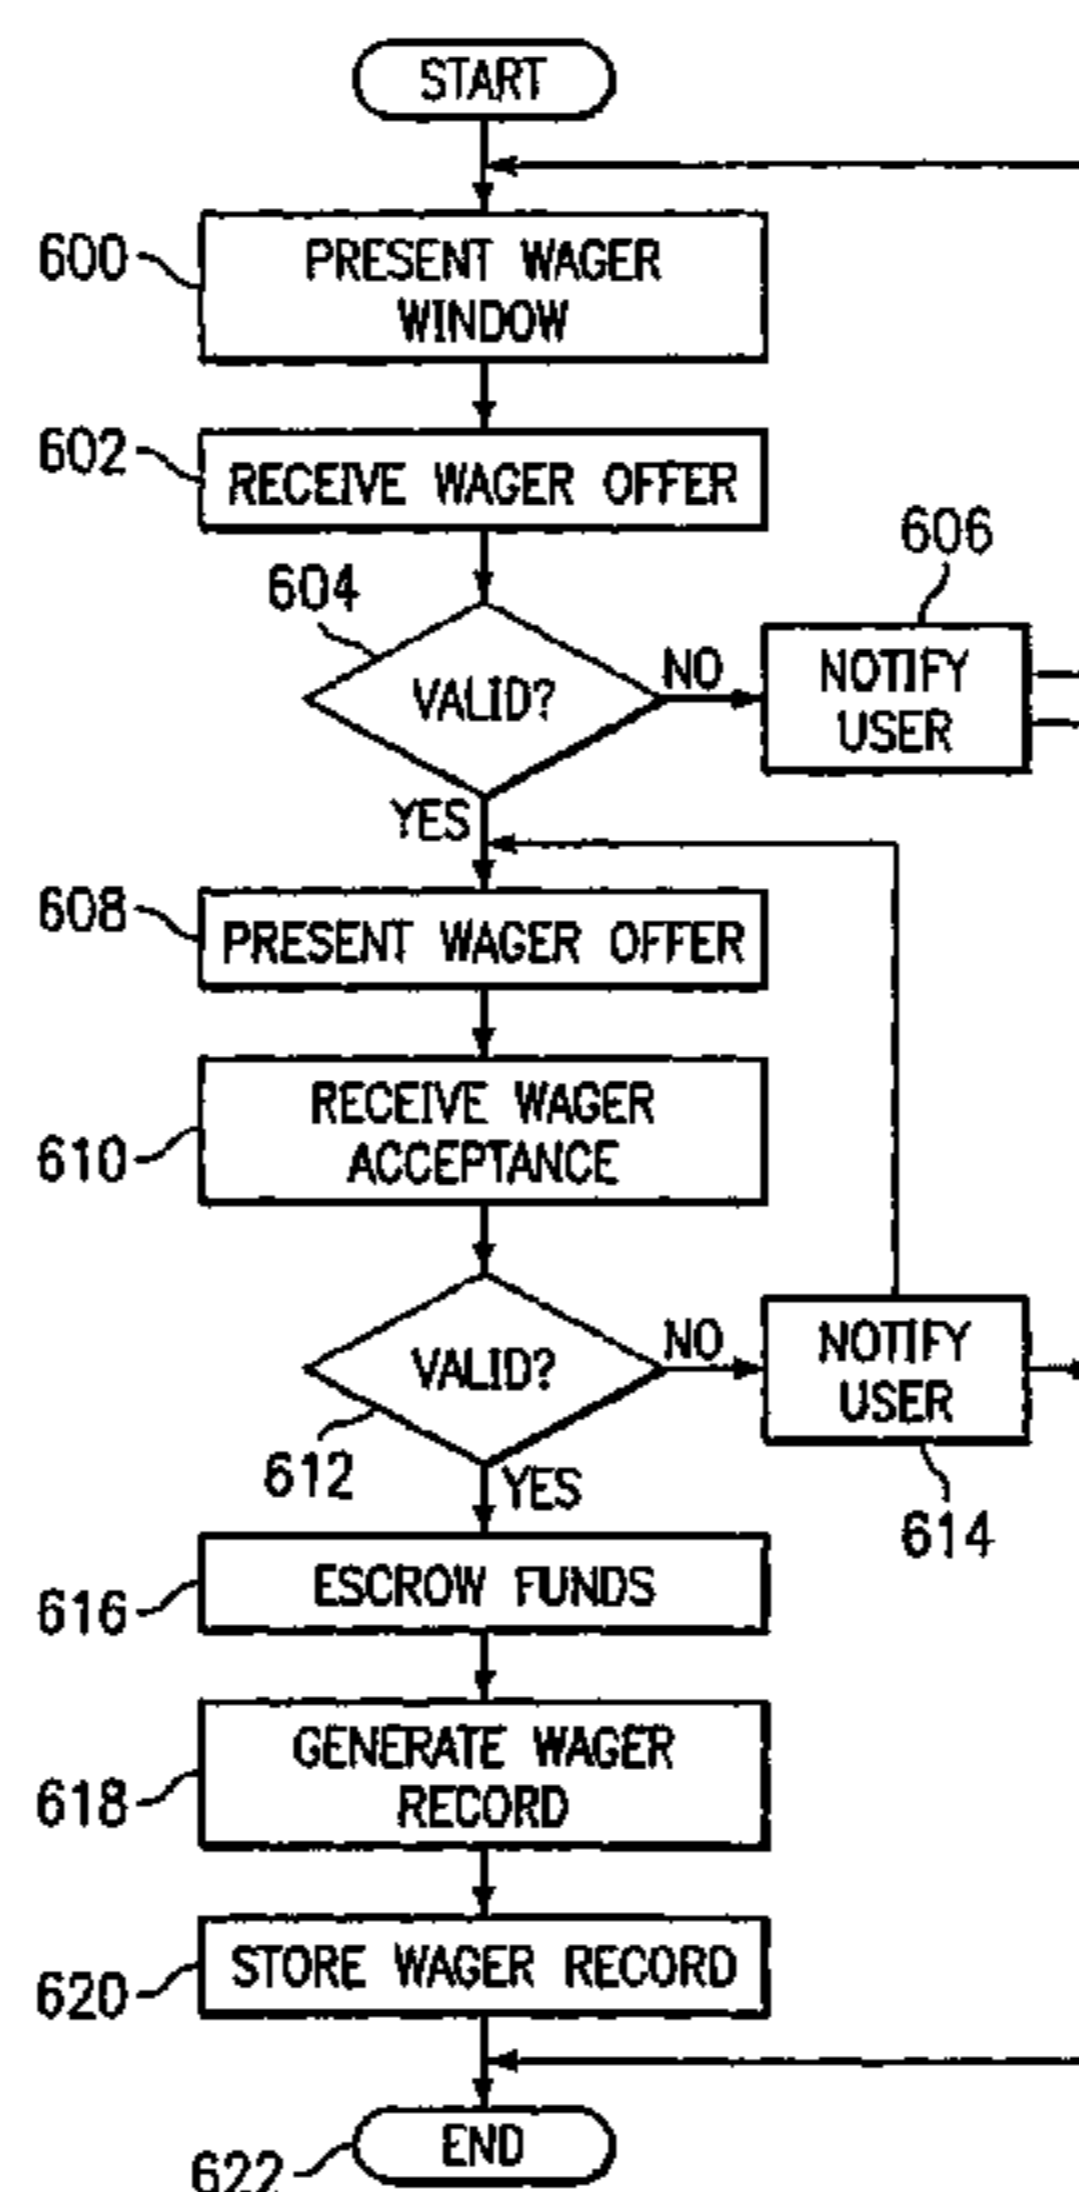 START
600
PRESENT WAGER
WINDOW
602
RECEIVE WAGER OFFER
604
VALID?
NO
606
NOTIFY
USER
YES
608
PRESENT WAGER OFFER
610
RECEIVE WAGER
ACCEPTANCE
612
VALID?
NO
NOTIFY
USER
614
YES
616
ESCROW FUNDS
618
GENERATE WAGER
RECORD
620
STORE WAGER RECORD
622
END